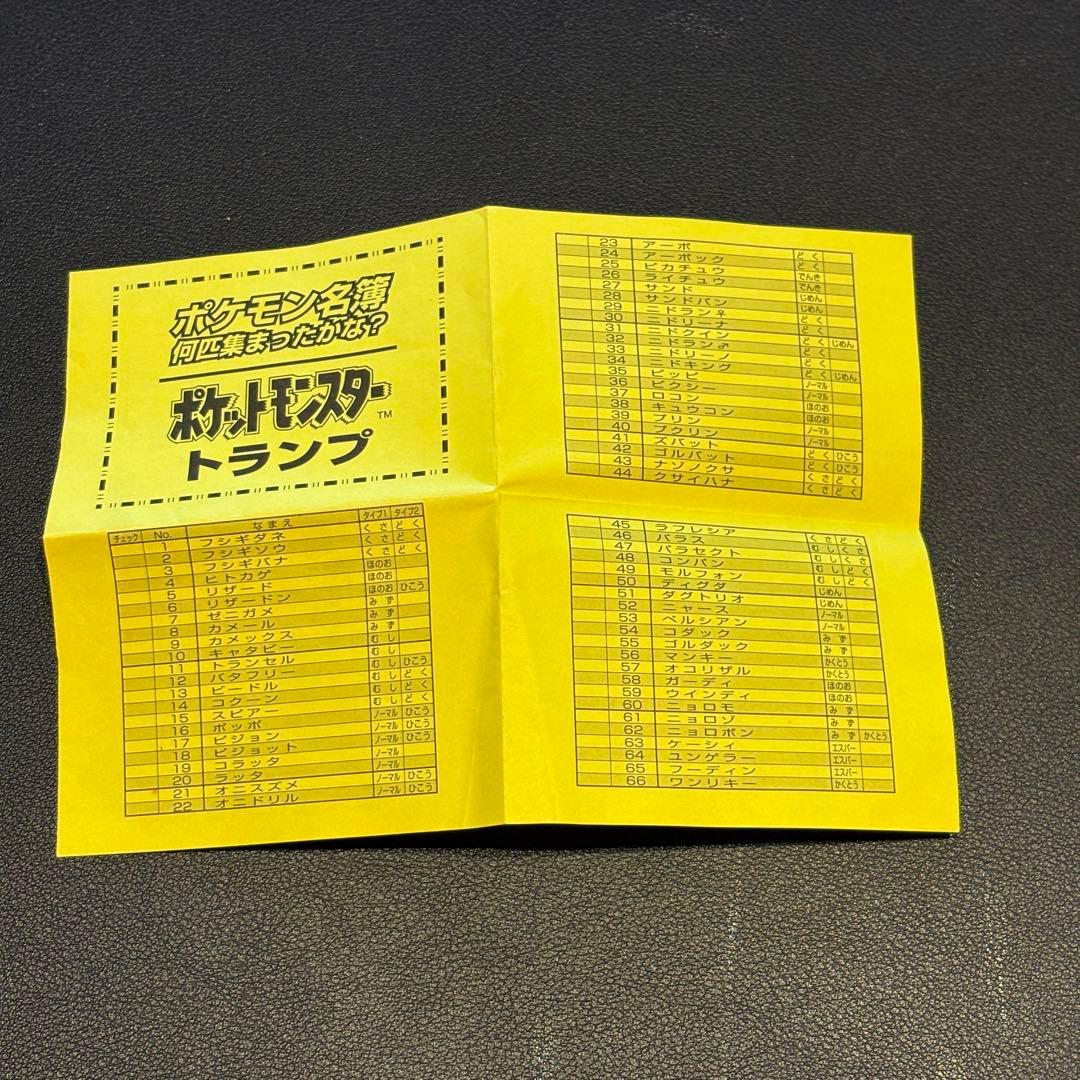 ポケモン名簿
何匹集まったかな?
ポケットモンスター™
トランプ
チェック No. なまえ タイプ1 タイプ2
1 フシギダネ くさ どく
2 フシギソウ くさ どく
3 フシギバナ くさ どく
4 ヒトカゲ ほのお
5 リザード ほのお
6 リザードン ほのお ひこう
7 ゼニガメ みず
8 カメール みず
9 カメックス みず
10 キャタピー むし
11 トランセル むし
12 バタフリー むし ひこう
13 ビードル むし どく
14 コクーン むし どく
15 スピアー むし どく
16 ポッポ ノーマル ひこう
17 ピジョン ノーマル ひこう
18 ピジョット ノーマル ひこう
19 コラッタ ノーマル
20 ラッタ ノーマル
21 オニスズメ ノーマル ひこう
22 オニドリル ノーマル ひこう
23 アーボ どく
24 アーボック どく
25 ピカチュウ でんき
26 ライチュウ でんき
27 サンド じめん
28 サンドパン じめん
29 ニドラン♀ どく
30 ニドリーナ どく
31 ニドクイン どく じめん
32 ニドラン♂ どく
33 ニドリーノ どく
34 ニドキング どく じめん
35 ピッピ ノーマル
36 ピクシー ノーマル
37 ロコン ほのお
38 キュウコン ほのお
39 プリン ノーマル
40 プクリン ノーマル
41 ズバット どく ひこう
42 ゴルバット どく ひこう
43 ナゾノクサ くさ どく
44 クサイハナ くさ どく
45 ラフレシア くさ どく
46 パラス むし くさ
47 パラセクト むし くさ
48 コンパン むし どく
49 モルフォン むし どく
50 ディグダ じめん
51 ダグトリオ じめん
52 ニャース ノーマル
53 ペルシアン ノーマル
54 コダック みず
55 ゴルダック みず
56 マンキー かくとう
57 オコリザル かくとう
58 ガーディ ほのお
59 ウインディ ほのお
60 ニョロモ みず
61 ニョロゾ みず
62 ニョロボン みず かくとう
63 ケーシィ エスパー
64 ユンゲラー エスパー
65 フーディン エスパー
66 ワンリキー かくとう